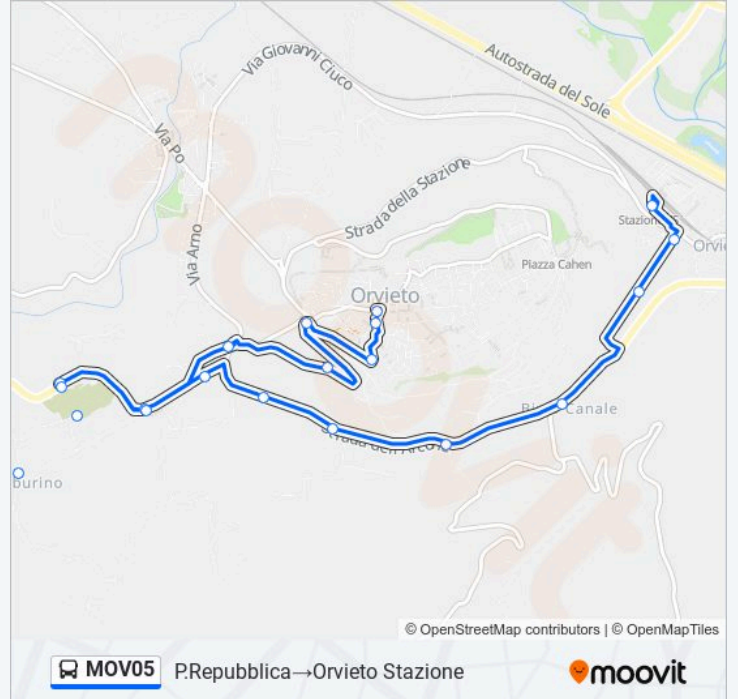 Autostrada del Sole
Via Giovanni Ciuco
Via Po
Strada della Stazione
Via Arno
Stazione
Orvie
Piazza Cahen
Orvieto
Canale
burino
© OpenStreetMap contributors | © OpenMapTiles
MOV05
P.Repubblica→Orvieto Stazione
moovit